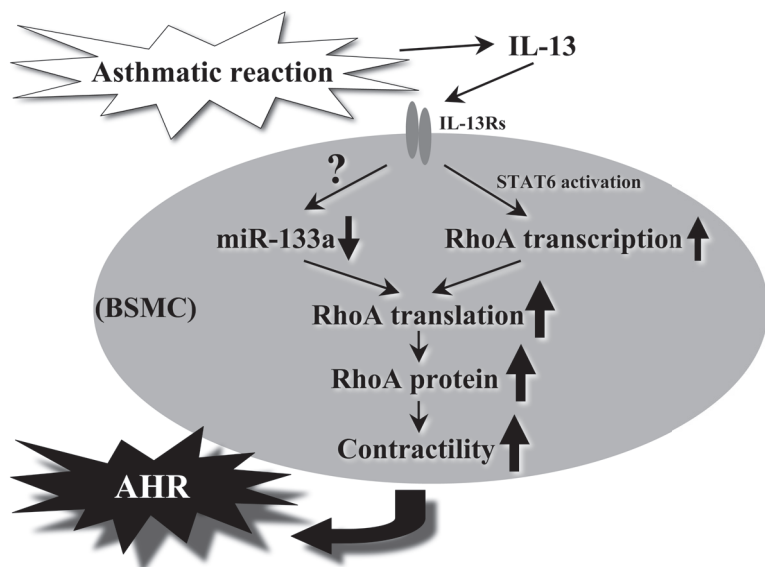 IL-13
Asthmatic reaction
IL-13Rs
?
STAT6 activation
miR-133a
RhoA transcription
(BSMC)
RhoA translation
RhoA protein
Contractility
AHR